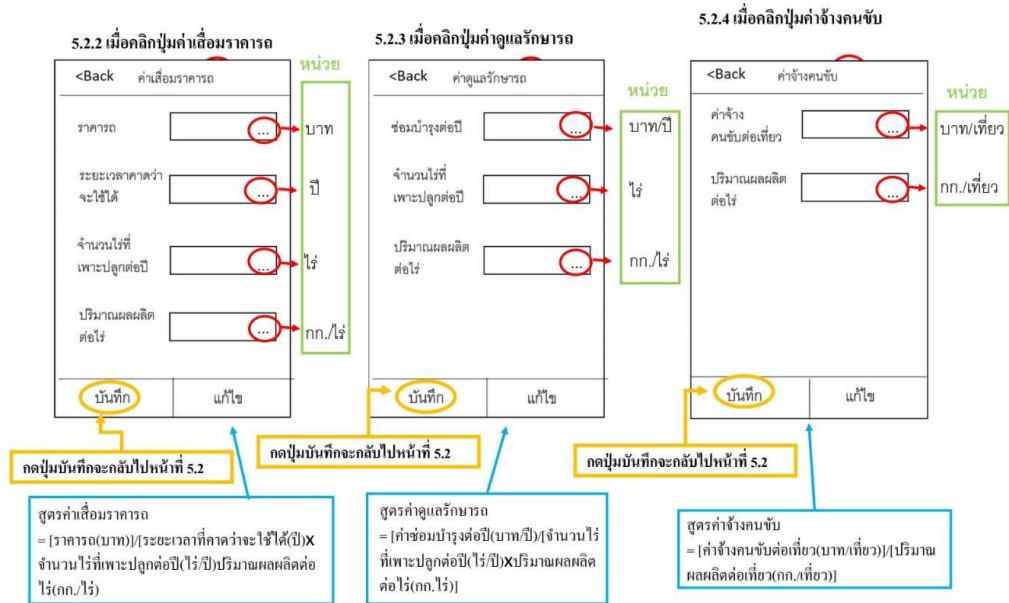 5.2.2 เมื่อคลิกปุ่มค่าเสื่อมราคารถ
<Back ค่าเสื่อมราคารถ
หน่วย
ราคารถ
...
บาท
ระยะเวลาคาดว่า
จะใช้ได้
...
ปี
จำนวนไร่ที่
เพาะปลูกต่อปี
...
ไร่
ปริมาณผลผลิต
ต่อไร่
...
กก./ไร่
บันทึก
แก้ไข
กดปุ่มบันทึกจะกลับไปหน้าที่ 5.2
สูตรค่าเสื่อมราคารถ
= [ราคารถ(บาท)]/[ระยะเวลาที่คาดว่าจะใช้ได้(ปี)X
จำนวนไร่ที่เพาะปลูกต่อปี(ไร่/ปี)ปริมาณผลผลิตต่อ
ไร่(กก./ไร่)
5.2.3 เมื่อคลิกปุ่มค่าดูแลรักษารถ
<Back ค่าดูแลรักษารถ
หน่วย
ซ่อมบำรุงต่อปี
...
บาท/ปี
จำนวนไร่ที่
เพาะปลูกต่อปี
...
ไร่
ปริมาณผลผลิต
ต่อไร่
...
กก./ไร่
บันทึก
แก้ไข
กดปุ่มบันทึกจะกลับไปหน้าที่ 5.2
สูตรค่าดูแลรักษารถ
= [ค่าซ่อมบำรุงต่อปี(บาท/ปี)/[จำนวนไร่
ที่เพาะปลูกต่อปี(ไร่/ปี)Xปริมาณผลผลิต
ต่อไร่(กก.ไร่)]
5.2.4 เมื่อคลิกปุ่มค่าจ้างคนขับ
<Back ค่าจ้างคนขับ
หน่วย
ค่าจ้าง
คนขับต่อเที่ยว
...
บาท/เที่ยว
ปริมาณผลผลิต
ต่อไร่
...
กก./เที่ยว
บันทึก
แก้ไข
กดปุ่มบันทึกจะกลับไปหน้าที่ 5.2
สูตรค่าจ้างคนขับ
= [ค่าจ้างคนขับต่อเที่ยว(บาท/เที่ยว)]/[ปริมาณ
ผลผลิตต่อเที่ยว(กก./เที่ยว)]